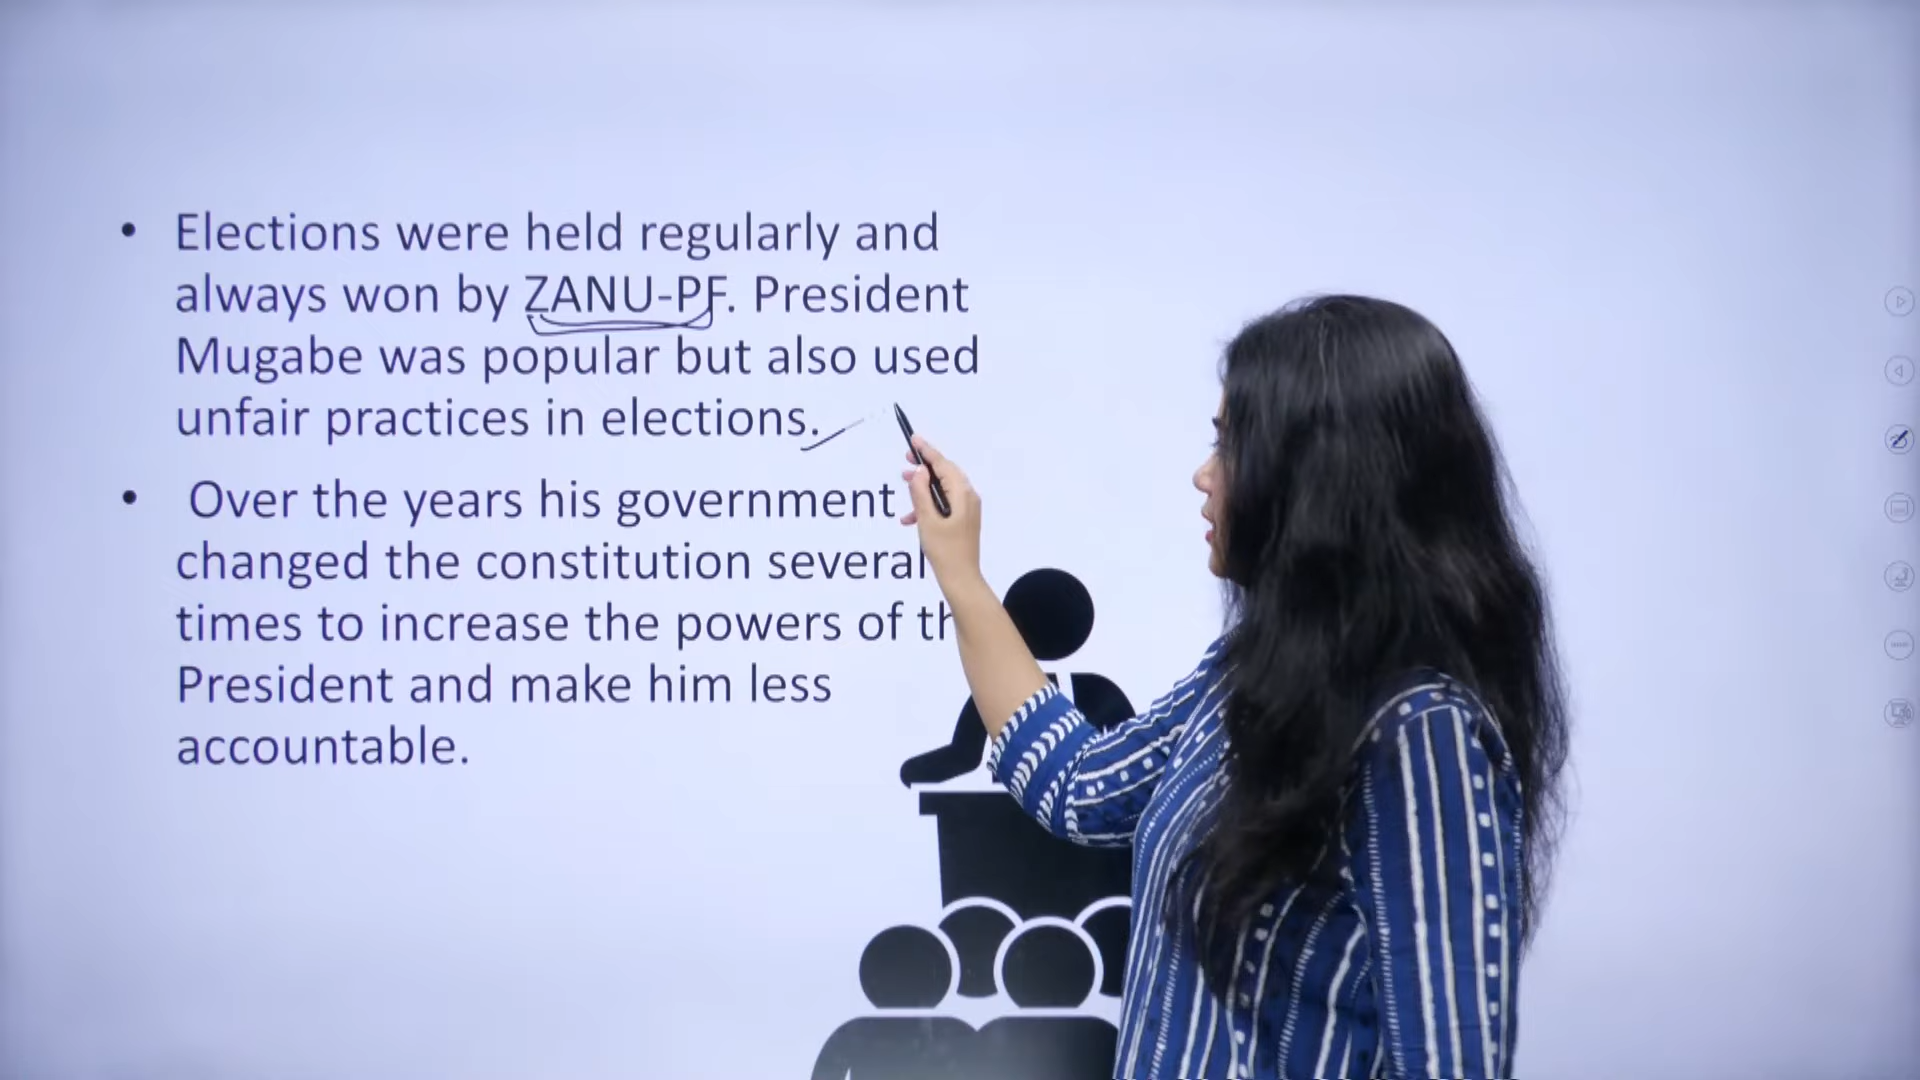 • Elections were held regularly and
always won by ZANU-PF. President
Mugabe was popular but also used
unfair practices in elections.
• Over the years his government
changed the constitution several
times to increase the powers of
President and make him less
accountable.